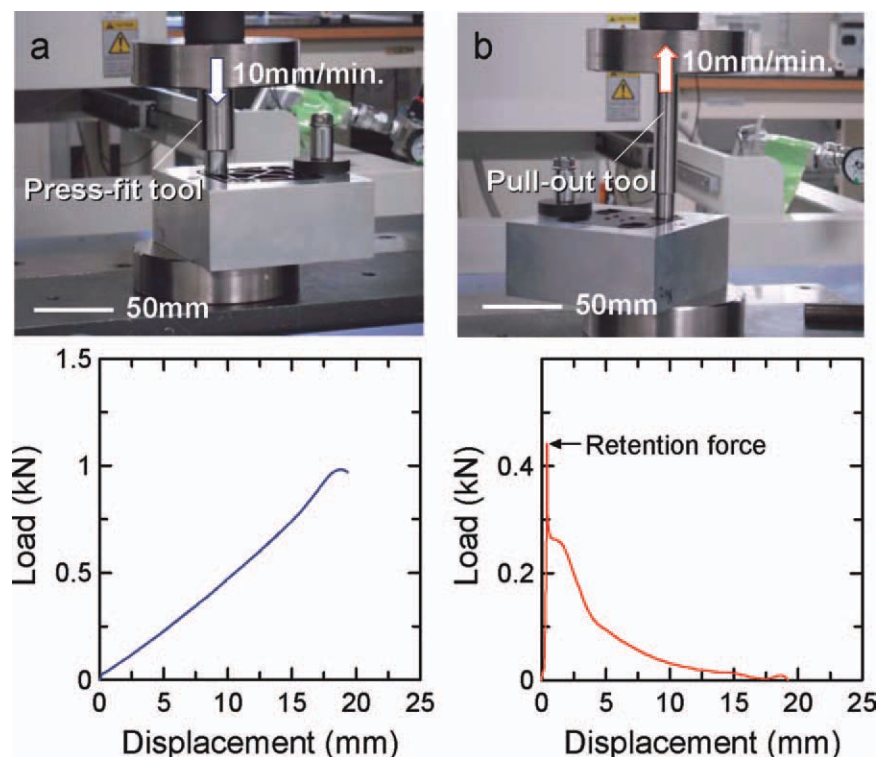 a
10mm/min.
Press-fit tool
50mm
b
10mm/min.
Pull-out tool
50mm
1.5
1
0.5
0
Load (kN)
0 5 10 15 20 25
Displacement (mm)
Retention force
0.4
0.2
0
Load (kN)
0 5 10 15 20 25
Displacement (mm)